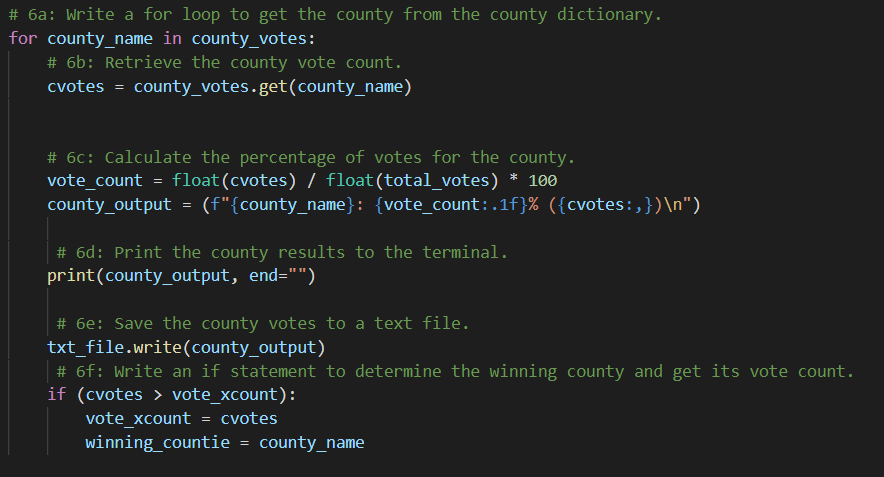 # 6a: Write a for loop to get the county from the county dictionary.
for county_name in county_votes:
    # 6b: Retrieve the county vote count.
    cvotes = county_votes.get(county_name)
    # 6c: Calculate the percentage of votes for the county.
    vote_count = float(cvotes) / float(total_votes) * 100
    county_output = (f"{county_name}: {vote_count:.1f}% ({cvotes:,})\n")
     # 6d: Print the county results to the terminal.
    print(county_output, end="")
     # 6e: Save the county votes to a text file.
    txt_file.write(county_output)
     # 6f: Write an if statement to determine the winning county and get its vote count.
    if (cvotes > vote_xcount):
        vote_xcount = cvotes
        winning_countie = county_name